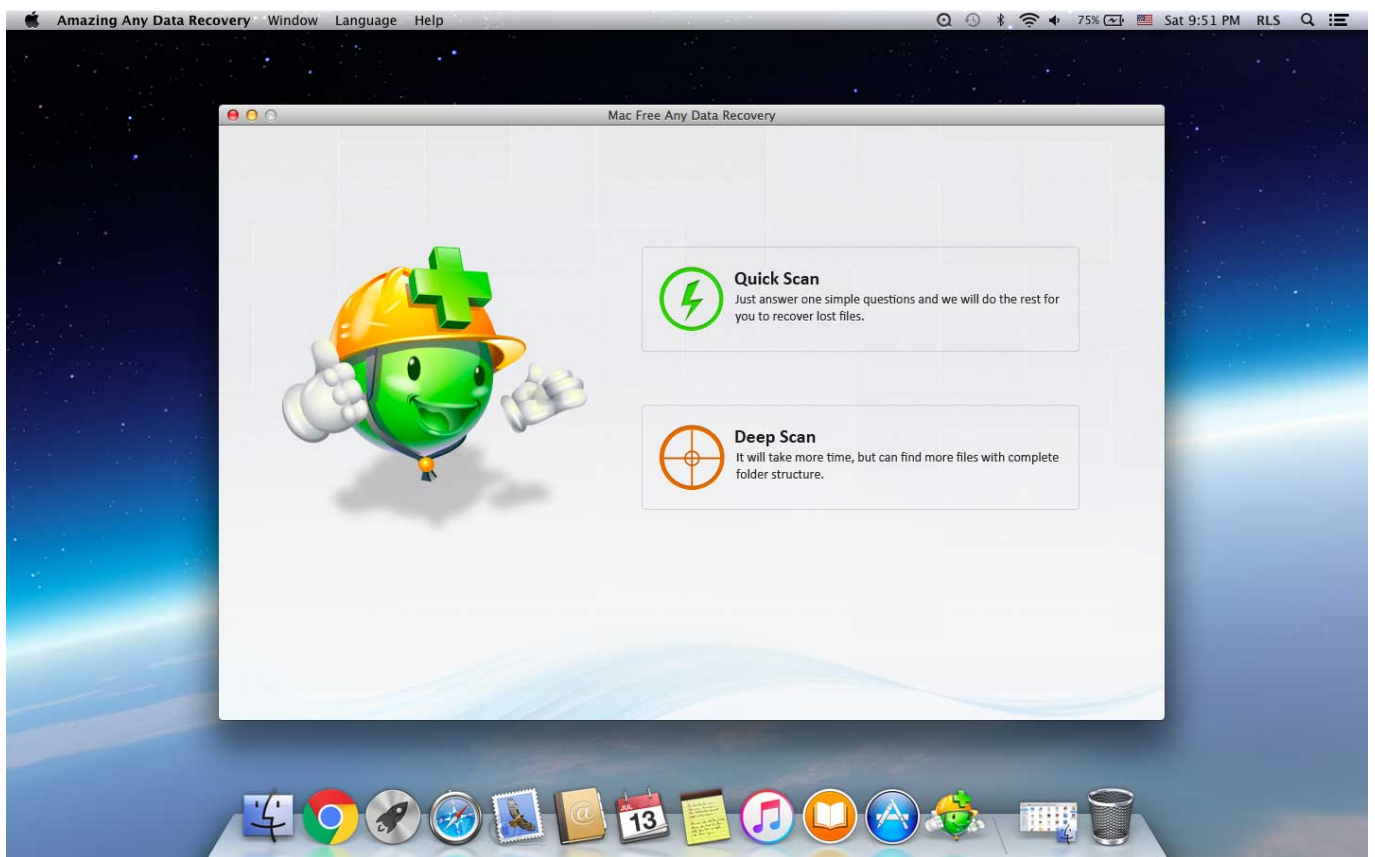 Amazing Any Data Recovery Window Language Help 75% Sat 9:51 PM RLS
Mac Free Any Data Recovery
Quick Scan
Just answer one simple questions and we will do the rest for
you to recover lost files.
Deep Scan
It will take more time, but can find more files with complete
folder structure.
JUL
13